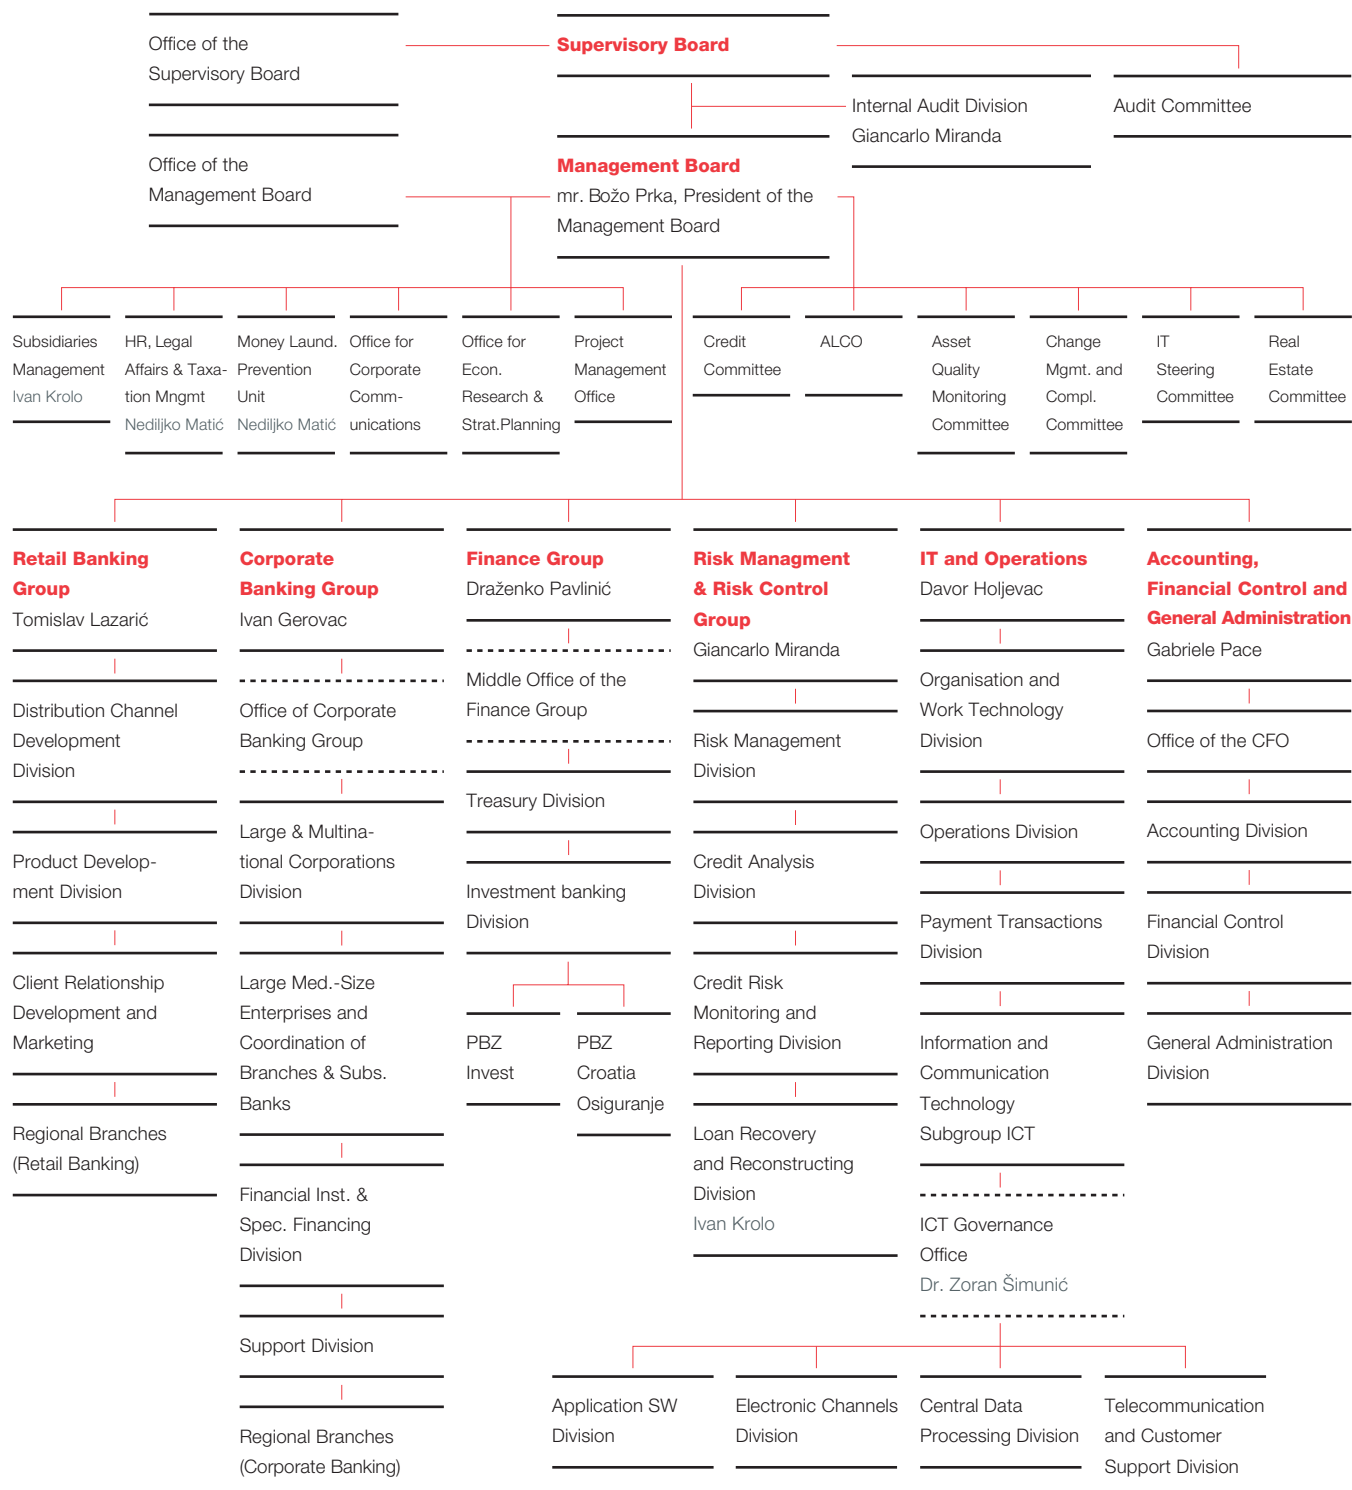 Office of the
Supervisory Board
Supervisory Board
Internal Audit Division
Giancarlo Miranda
Audit Committee
Office of the
Management Board
Management Board
mr. Božo Prka, President of the
Management Board
Subsidiaries
Management
Ivan Krolo
HR, Legal
Affairs & Taxa-
tion Mngmt
Nediljko Matić
Money Laund.
Prevention
Unit
Nediljko Matić
Office for
Corporate
Comm-
unications
Office for
Econ.
Research &
Strat.Planning
Project
Management
Office
Credit
Committee
ALCO
Asset
Quality
Monitoring
Committee
Change
Mgmt. and
Compl.
Committee
IT
Steering
Committee
Real
Estate
Committee
Retail Banking
Group
Tomislav Lazarić
Distribution Channel
Development
Division
Product Develop-
ment Division
Client Relationship
Development and
Marketing
Regional Branches
(Retail Banking)
Corporate
Banking Group
Ivan Gerovac
Office of Corporate
Banking Group
Large & Multina-
tional Corporations
Division
Large Med.-Size
Enterprises and
Coordination of
Branches & Subs.
Banks
Financial Inst. &
Spec. Financing
Division
Support Division
Regional Branches
(Corporate Banking)
Finance Group
Draženko Pavlinić
Middle Office of the
Finance Group
Treasury Division
Investment banking
Division
PBZ
Invest
PBZ
Croatia
Osiguranje
Risk Managment
& Risk Control
Group
Giancarlo Miranda
Risk Management
Division
Credit Analysis
Division
Credit Risk
Monitoring and
Reporting Division
Loan Recovery
and Reconstructing
Division
Ivan Krolo
IT and Operations
Davor Holjevac
Organisation and
Work Technology
Division
Operations Division
Payment Transactions
Division
Information and
Communication
Technology
Subgroup ICT
ICT Governance
Office
Dr. Zoran Šimunić
Application SW
Division
Electronic Channels
Division
Central Data
Processing Division
Telecommunication
and Customer
Support Division
Accounting,
Financial Control and
General Administration
Gabriele Pace
Office of the CFO
Accounting Division
Financial Control
Division
General Administration
Division